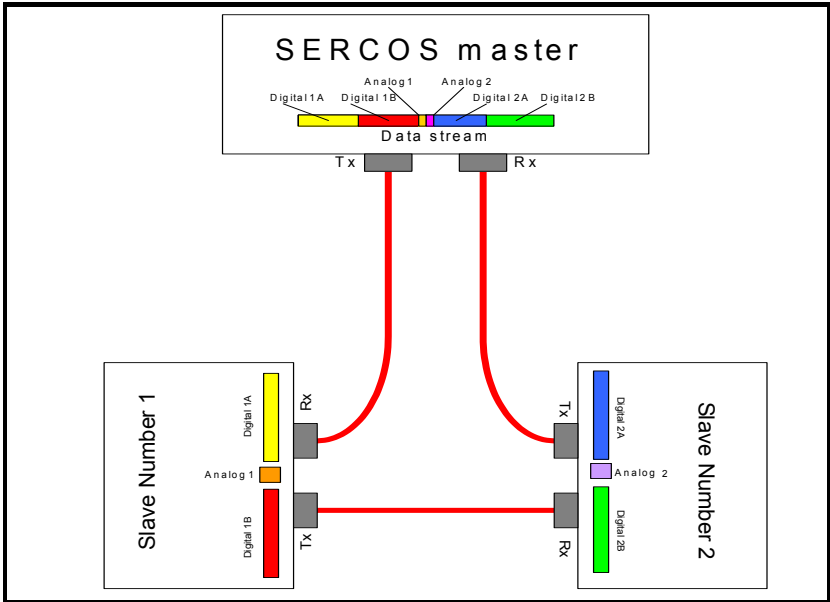 SERCOS master
Analog 1 Analog 2
Digital 1A Digital 1B Digital 2A Digital 2B
Data stream
Tx Rx
Slave Number 1
Digital 1A
Analog 1
Digital 1B
Rx
Tx
Tx
Rx
Digital 2A
Analog 2
Digital 2B
Slave Number 2